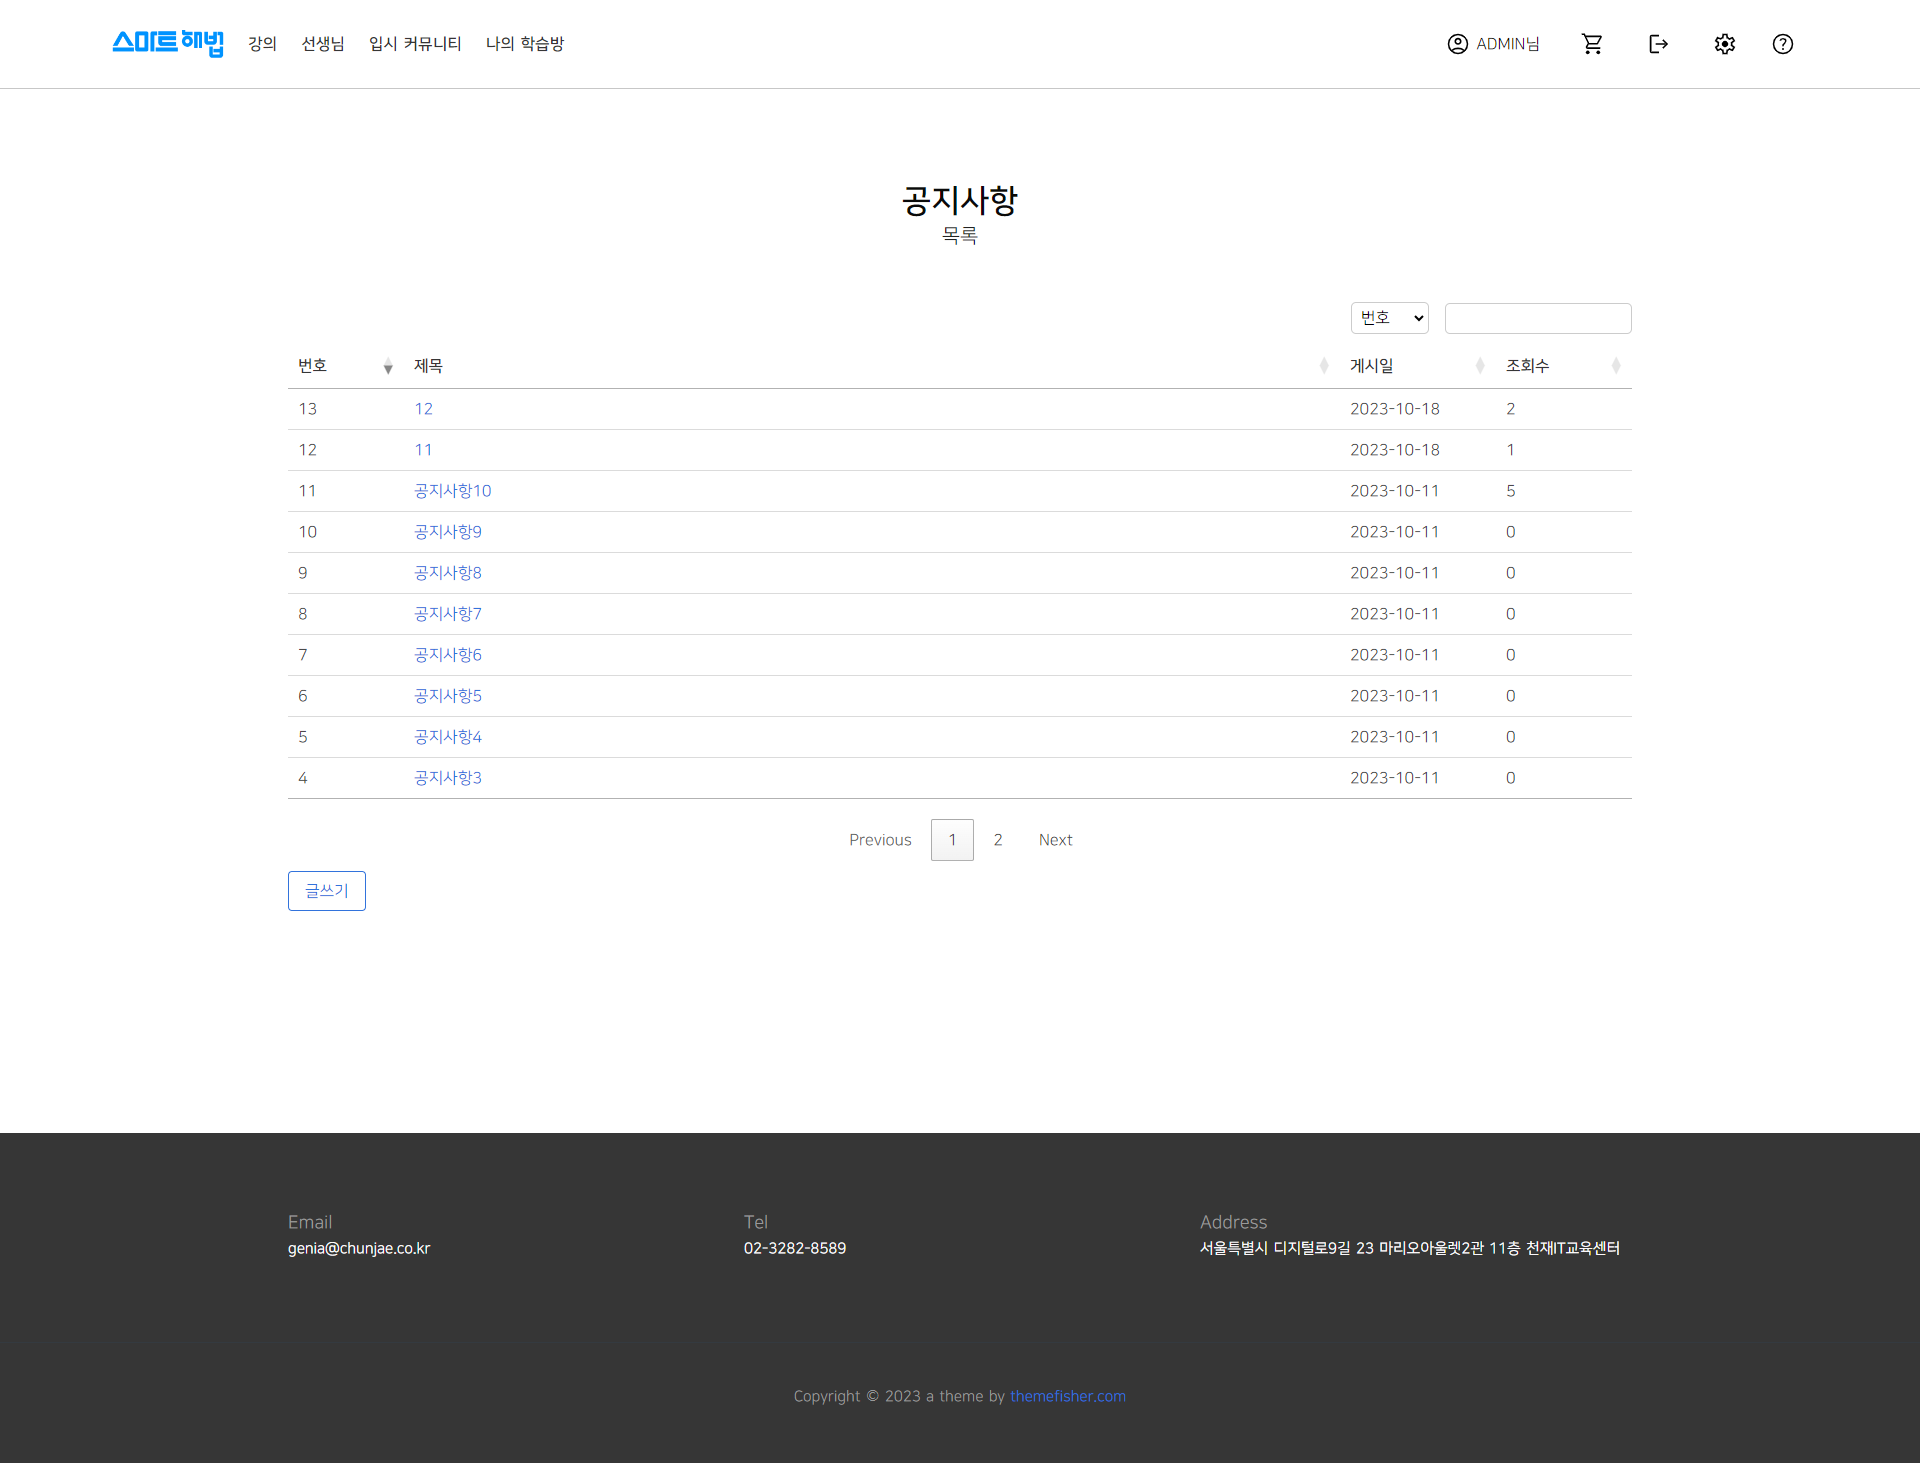 스마트해법 강의 선생님 입시 커뮤니티 나의 학습방 ADMIN님
공지사항
목록
번호
번호 제목 게시일 조회수
13 12 2023-10-18 2
12 11 2023-10-18 1
11 공지사항10 2023-10-11 5
10 공지사항9 2023-10-11 0
9 공지사항8 2023-10-11 0
8 공지사항7 2023-10-11 0
7 공지사항6 2023-10-11 0
6 공지사항5 2023-10-11 0
5 공지사항4 2023-10-11 0
4 공지사항3 2023-10-11 0
Previous 1 2 Next
글쓰기
Email Tel Address
genia@chunjae.co.kr 02-3282-8589 서울특별시 디지털로9길 23 마리오아울렛2관 11층 천재IT교육센터
Copyright © 2023 a theme by themefisher.com